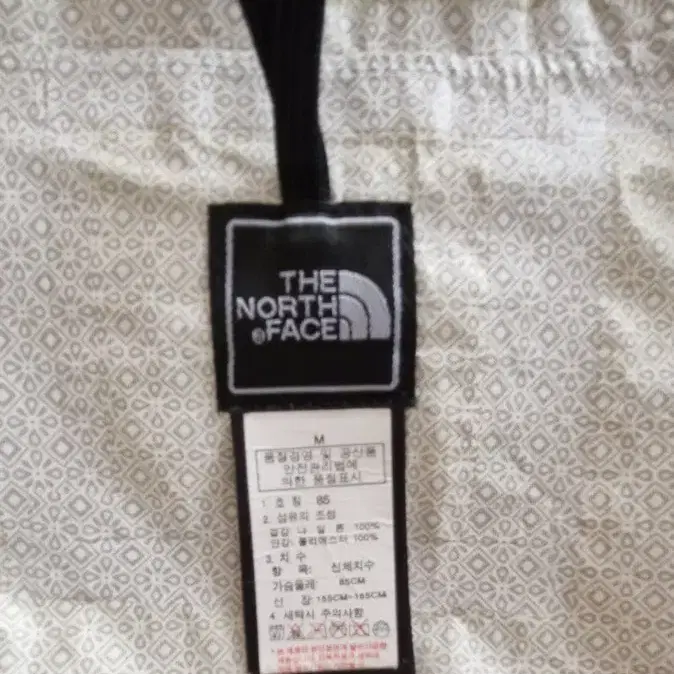 THE
NORTH
FACE
M
품질경영 및 공산품
안전관리법에
의한 품질표시
1. 호 칭 85
2. 섬유의 조성
겉감: 나 일 론 100%
안감: 폴리에스터 100%
3. 치 수
항 목: 신체치수
가슴둘레: 85CM
신 장: 155CM~165CM
4. 세탁시 주의사항